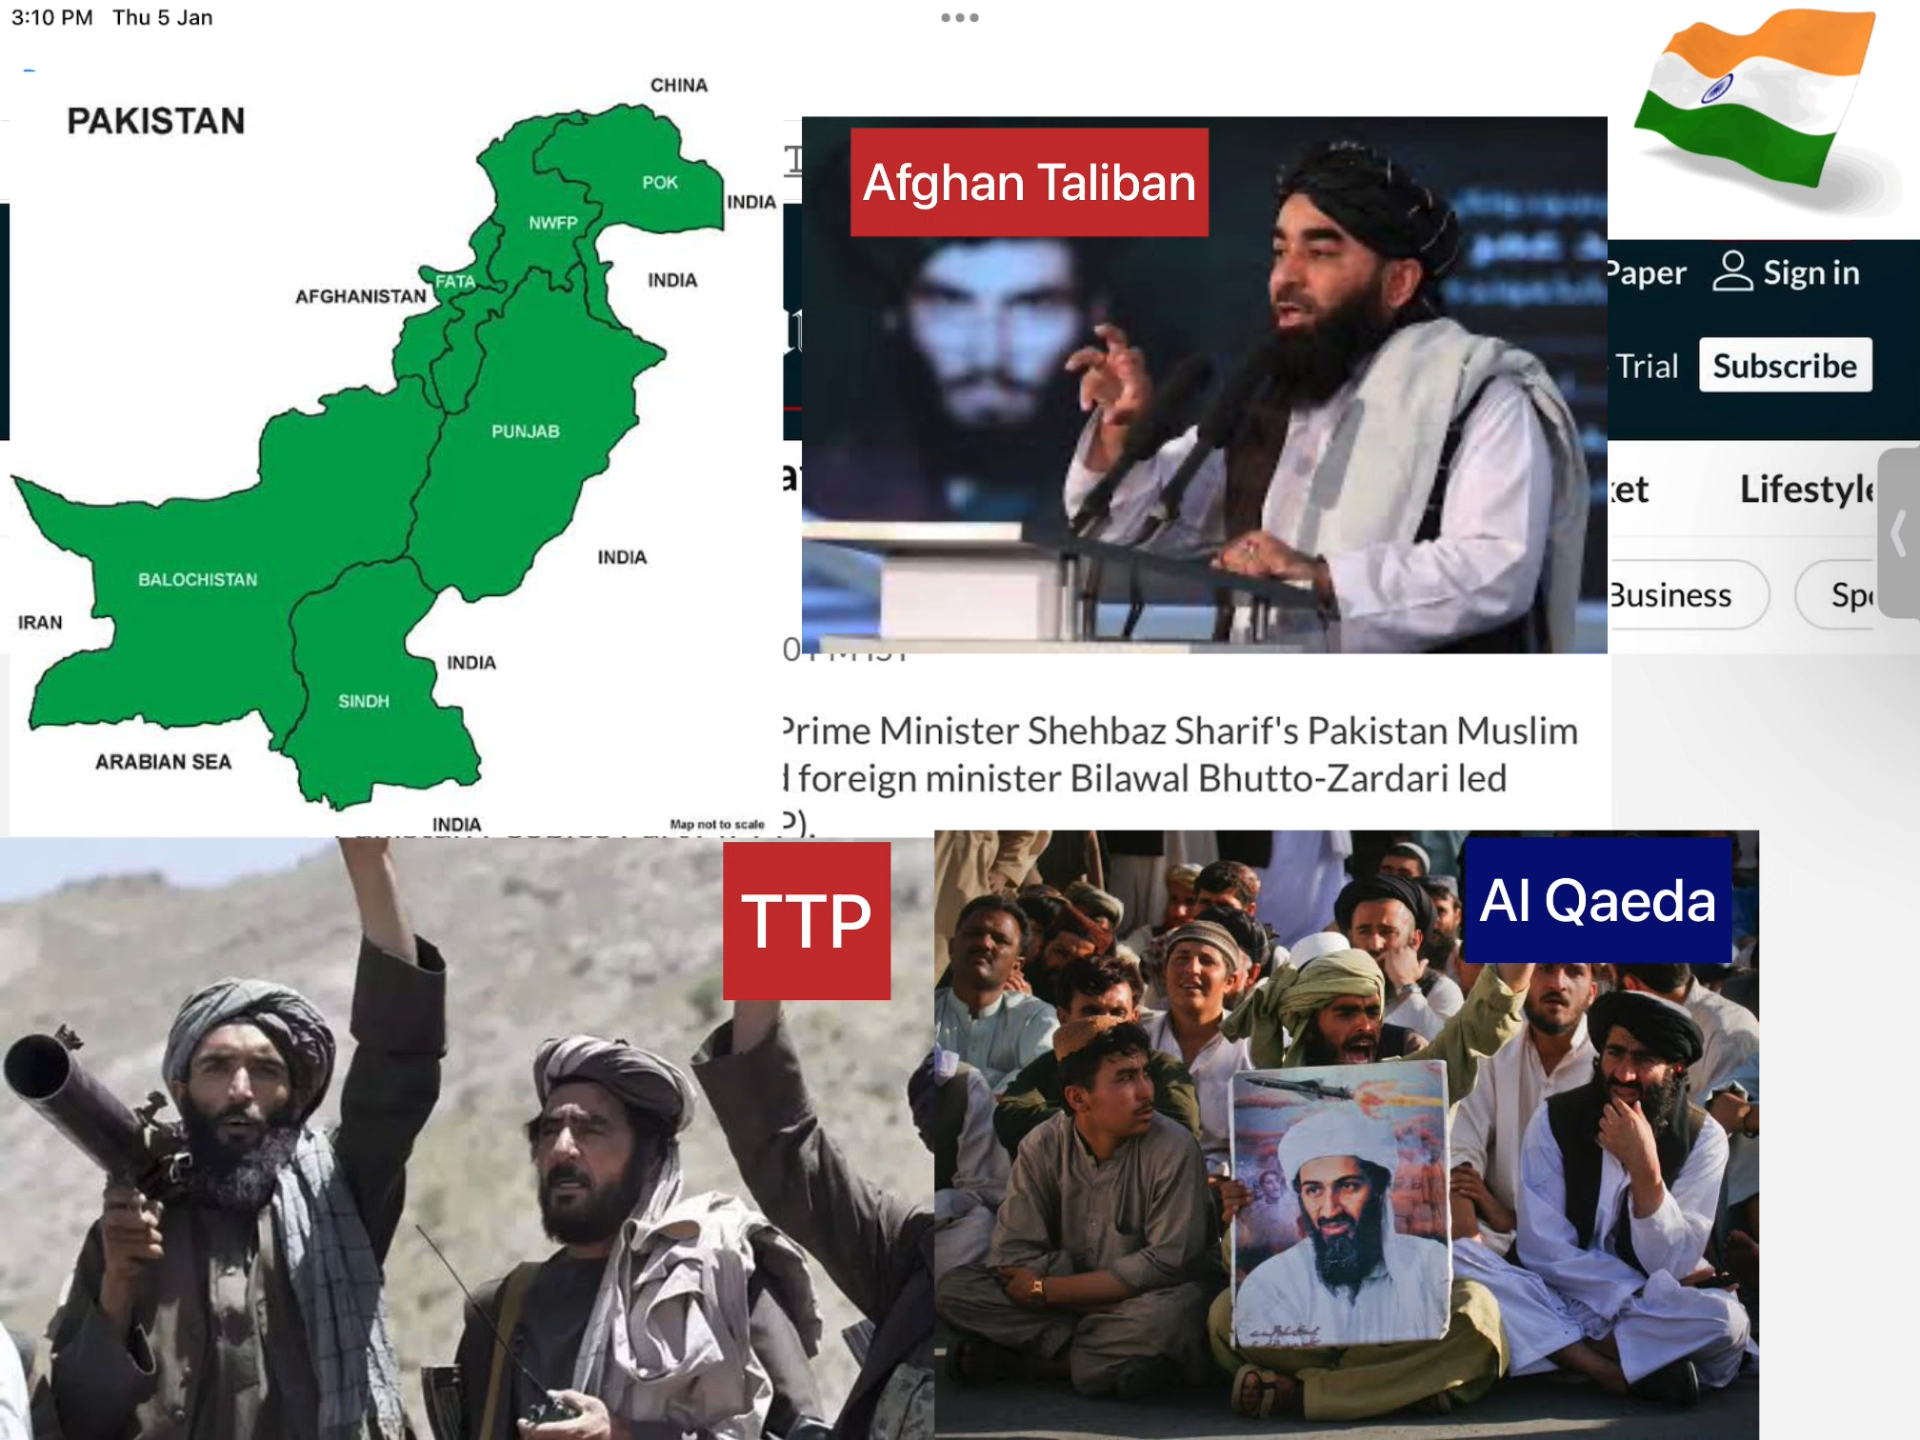 3:10 PM Thu 5 Jan
PAKISTAN
CHINA
POK
INDIA
NWFP
INDIA
FATA
AFGHANISTAN
PUNJAB
INDIA
BALOCHISTAN
IRAN
INDIA
SINDH
ARABIAN SEA
INDIA
Map not to scale
Afghan Taliban
Paper
Sign in
Trial
Subscribe
ket
Lifestyle
Business
Spo
Prime Minister Shehbaz Sharif's Pakistan Muslim
d foreign minister Bilawal Bhutto-Zardari led
P).
TTP
Al Qaeda